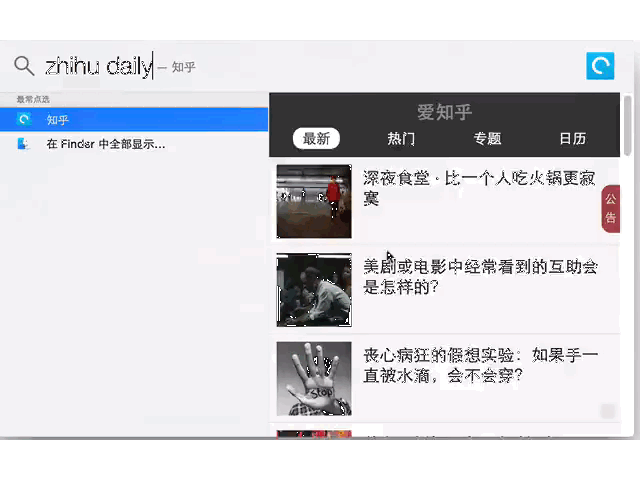 zhihu daily — 知乎
最常点选
知乎
在 Finder 中全部显示...
爱知乎
最新 热门 专题 日历
深夜食堂 · 比一个人吃火锅更寂
寞
公
告
美剧或电影中经常看到的互助会
是怎样的？
丧心病狂的假想实验：如果手一
直被水滴，会不会穿？
Stop